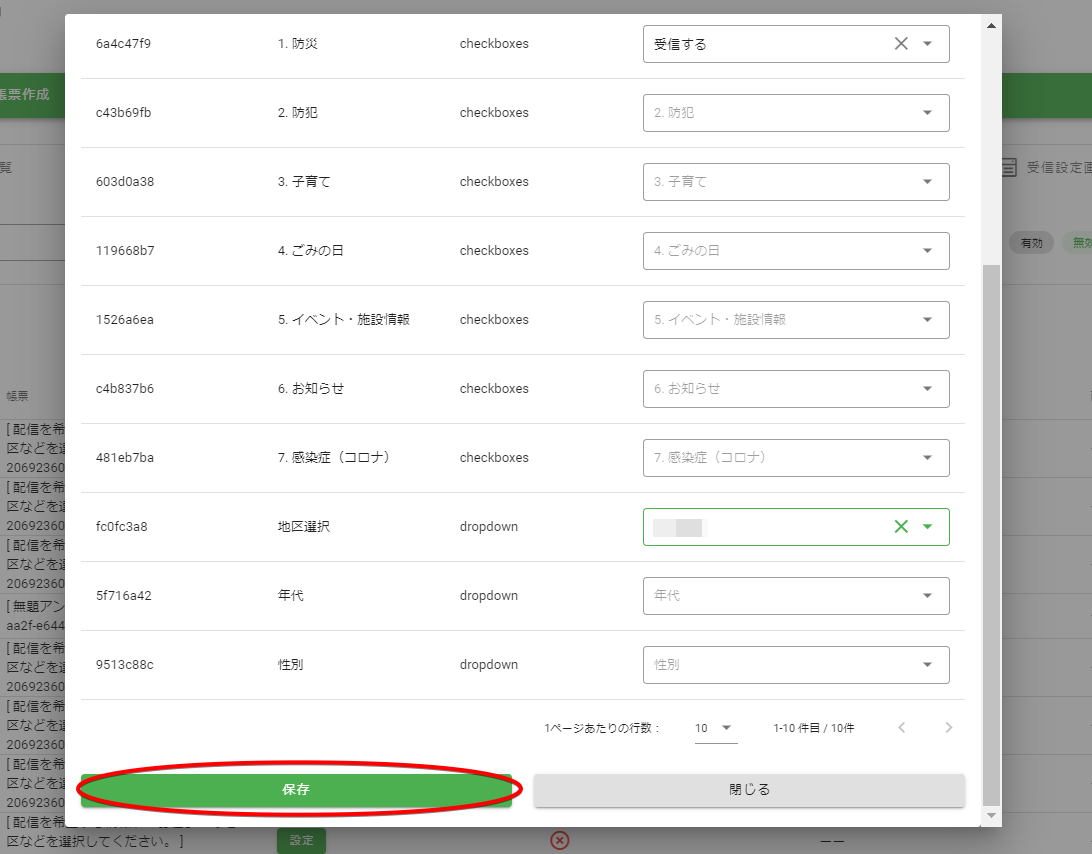 6a4c47f9 1. 防災 checkboxes 受信する
c43b69fb 2. 防犯 checkboxes 2. 防犯
603d0a38 3. 子育て checkboxes 3. 子育て
119668b7 4. ごみの日 checkboxes 4. ごみの日
1526a6ea 5. イベント・施設情報 checkboxes 5. イベント・施設情報
c4b837b6 6. お知らせ checkboxes 6. お知らせ
481eb7ba 7. 感染症（コロナ） checkboxes 7. 感染症（コロナ）
fc0fc3a8 地区選択 dropdown
5f716a42 年代 dropdown 年代
9513c88c 性別 dropdown 性別
1ページあたりの行数： 10 1-10 件目 / 10件
保存 閉じる
帳票作成
覧
受信設定画
有効 無効
帳票
[ 配信を希
区などを選
20692360
[ 配信を希
区などを選
20692360
[ 配信を希
区などを選
20692360
[ 無題アン
aa2f-e644
[ 配信を希
区などを選
20692360
[ 配信を希
区などを選
20692360
[ 配信を希
区などを選
20692360
[ 配信を希
区などを選択してください。 ] 設定 ――